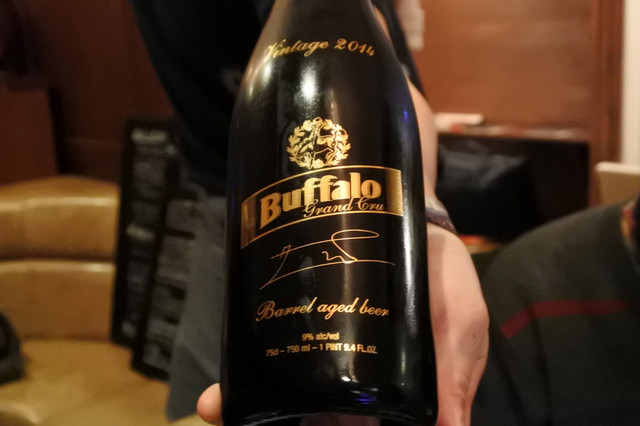 Vintage 2014
Buffalo
Grand Cru
Barrel aged beer
9% alc/vol
75cl - 750 ml - 1 PINT 9.4 FL.OZ.